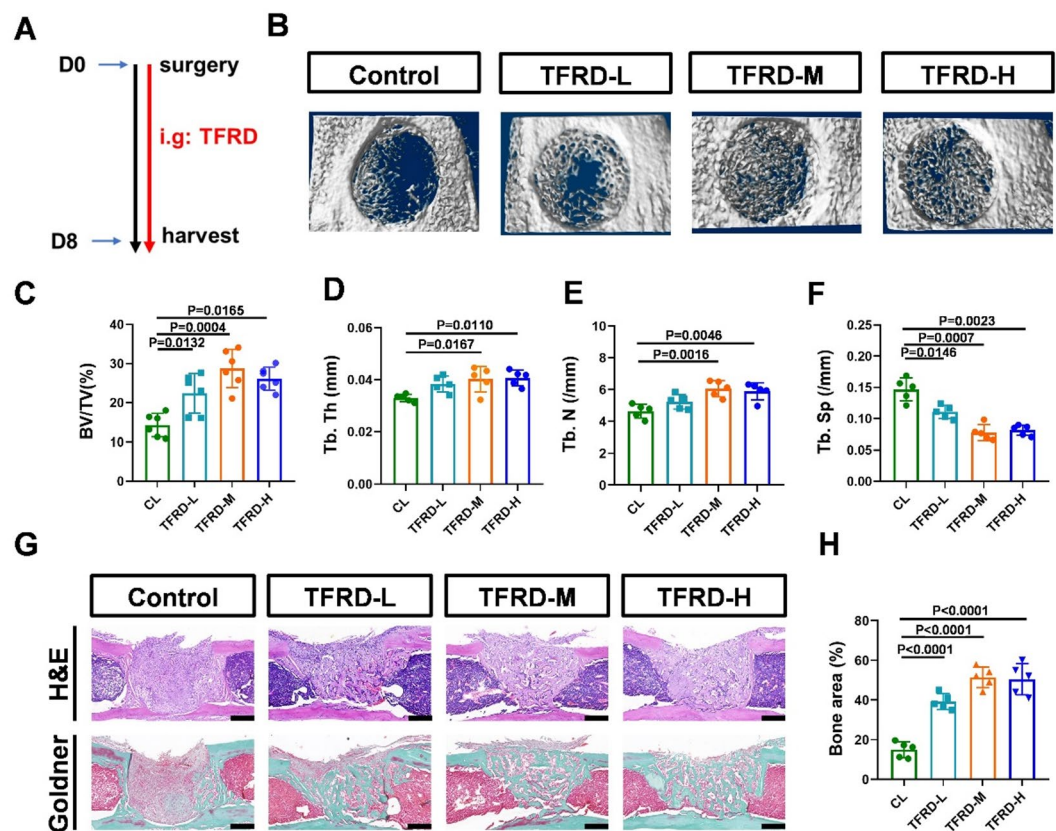 A
D0
surgery
i.g: TFRD
D8
harvest
B
Control
TFRD-L
TFRD-M
TFRD-H
C
P=0.0165
P=0.0004
P=0.0132
BV/TV(%)
40
30
20
10
0
CL
TFRD-L
TFRD-M
TFRD-H
D
P=0.0110
P=0.0167
Tb. Th (mm)
0.06
0.04
0.02
0.00
CL
TFRD-L
TFRD-M
TFRD-H
E
P=0.0046
P=0.0016
Tb. N (/mm)
8
6
4
2
0
CL
TFRD-L
TFRD-M
TFRD-H
F
P=0.0023
P=0.0007
P=0.0146
Tb. Sp (/mm)
0.20
0.15
0.10
0.05
0.00
CL
TFRD-L
TFRD-M
TFRD-H
G
Control
TFRD-L
TFRD-M
TFRD-H
H&E
Goldner
H
P<0.0001
P<0.0001
P<0.0001
Bone area (%)
80
60
40
20
0
CL
TFRD-L
TFRD-M
TFRD-H